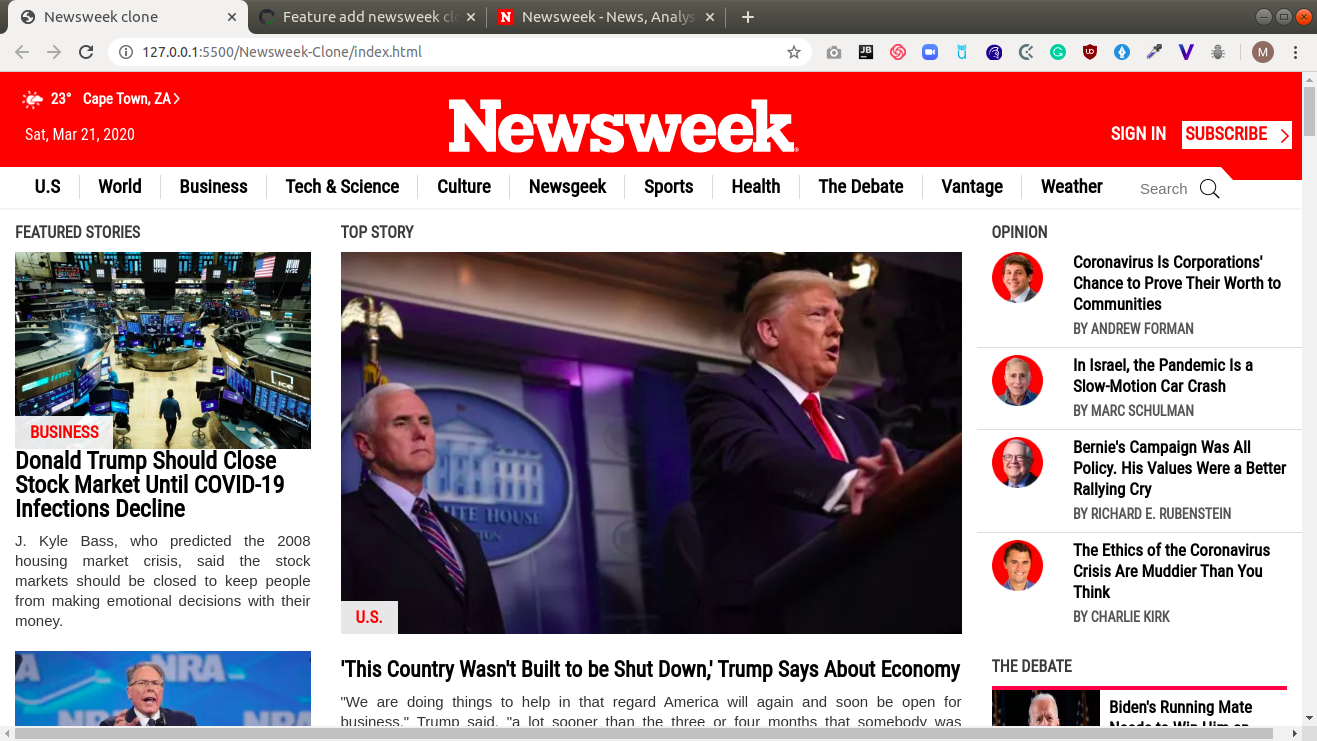 Newsweek clone
Feature add newsweek cl
Newsweek - News, Analys
127.0.0.1:5500/Newsweek-Clone/index.html
M
23° Cape Town, ZA
Sat, Mar 21, 2020
Newsweek
SIGN IN
SUBSCRIBE
U.S
World
Business
Tech & Science
Culture
Newsgeek
Sports
Health
The Debate
Vantage
Weather
Search
FEATURED STORIES
BUSINESS
Donald Trump Should Close
Stock Market Until COVID-19
Infections Decline
J. Kyle Bass, who predicted the 2008
housing market crisis, said the stock
markets should be closed to keep people
from making emotional decisions with their
money.
NRA
TOP STORY
HITE HOUSE
U.S.
'This Country Wasn't Built to be Shut Down,' Trump Says About Economy
"We are doing things to help in that regard America will again and soon be open for
business." Trump said. "a lot sooner than the three or four months that somebody was
OPINION
Coronavirus Is Corporations'
Chance to Prove Their Worth to
Communities
BY ANDREW FORMAN
In Israel, the Pandemic Is a
Slow-Motion Car Crash
BY MARC SCHULMAN
Bernie's Campaign Was All
Policy. His Values Were a Better
Rallying Cry
BY RICHARD E. RUBENSTEIN
The Ethics of the Coronavirus
Crisis Are Muddier Than You
Think
BY CHARLIE KIRK
THE DEBATE
Biden's Running Mate
Needs to Win Him an